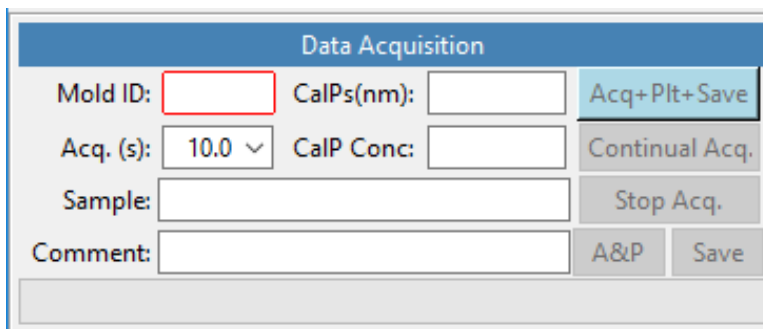 Data Acquisition
Mold ID: CalPs(nm): Acq+Plt+Save
Acq. (s): 10.0 CalP Conc: Continual Acq.
Sample: Stop Acq.
Comment: A&P Save